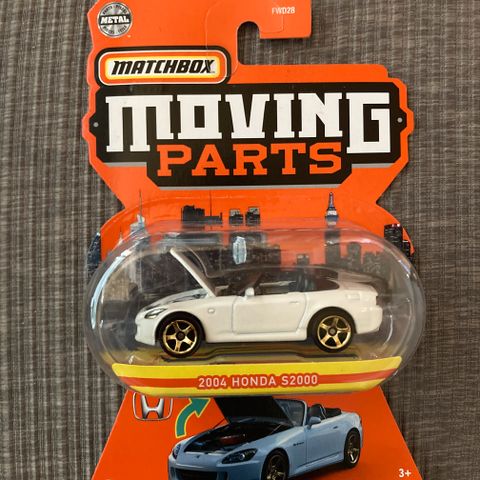 FWD28
METAL
MATCHBOX
MOVING
PARTS
2004 HONDA S2000
3+